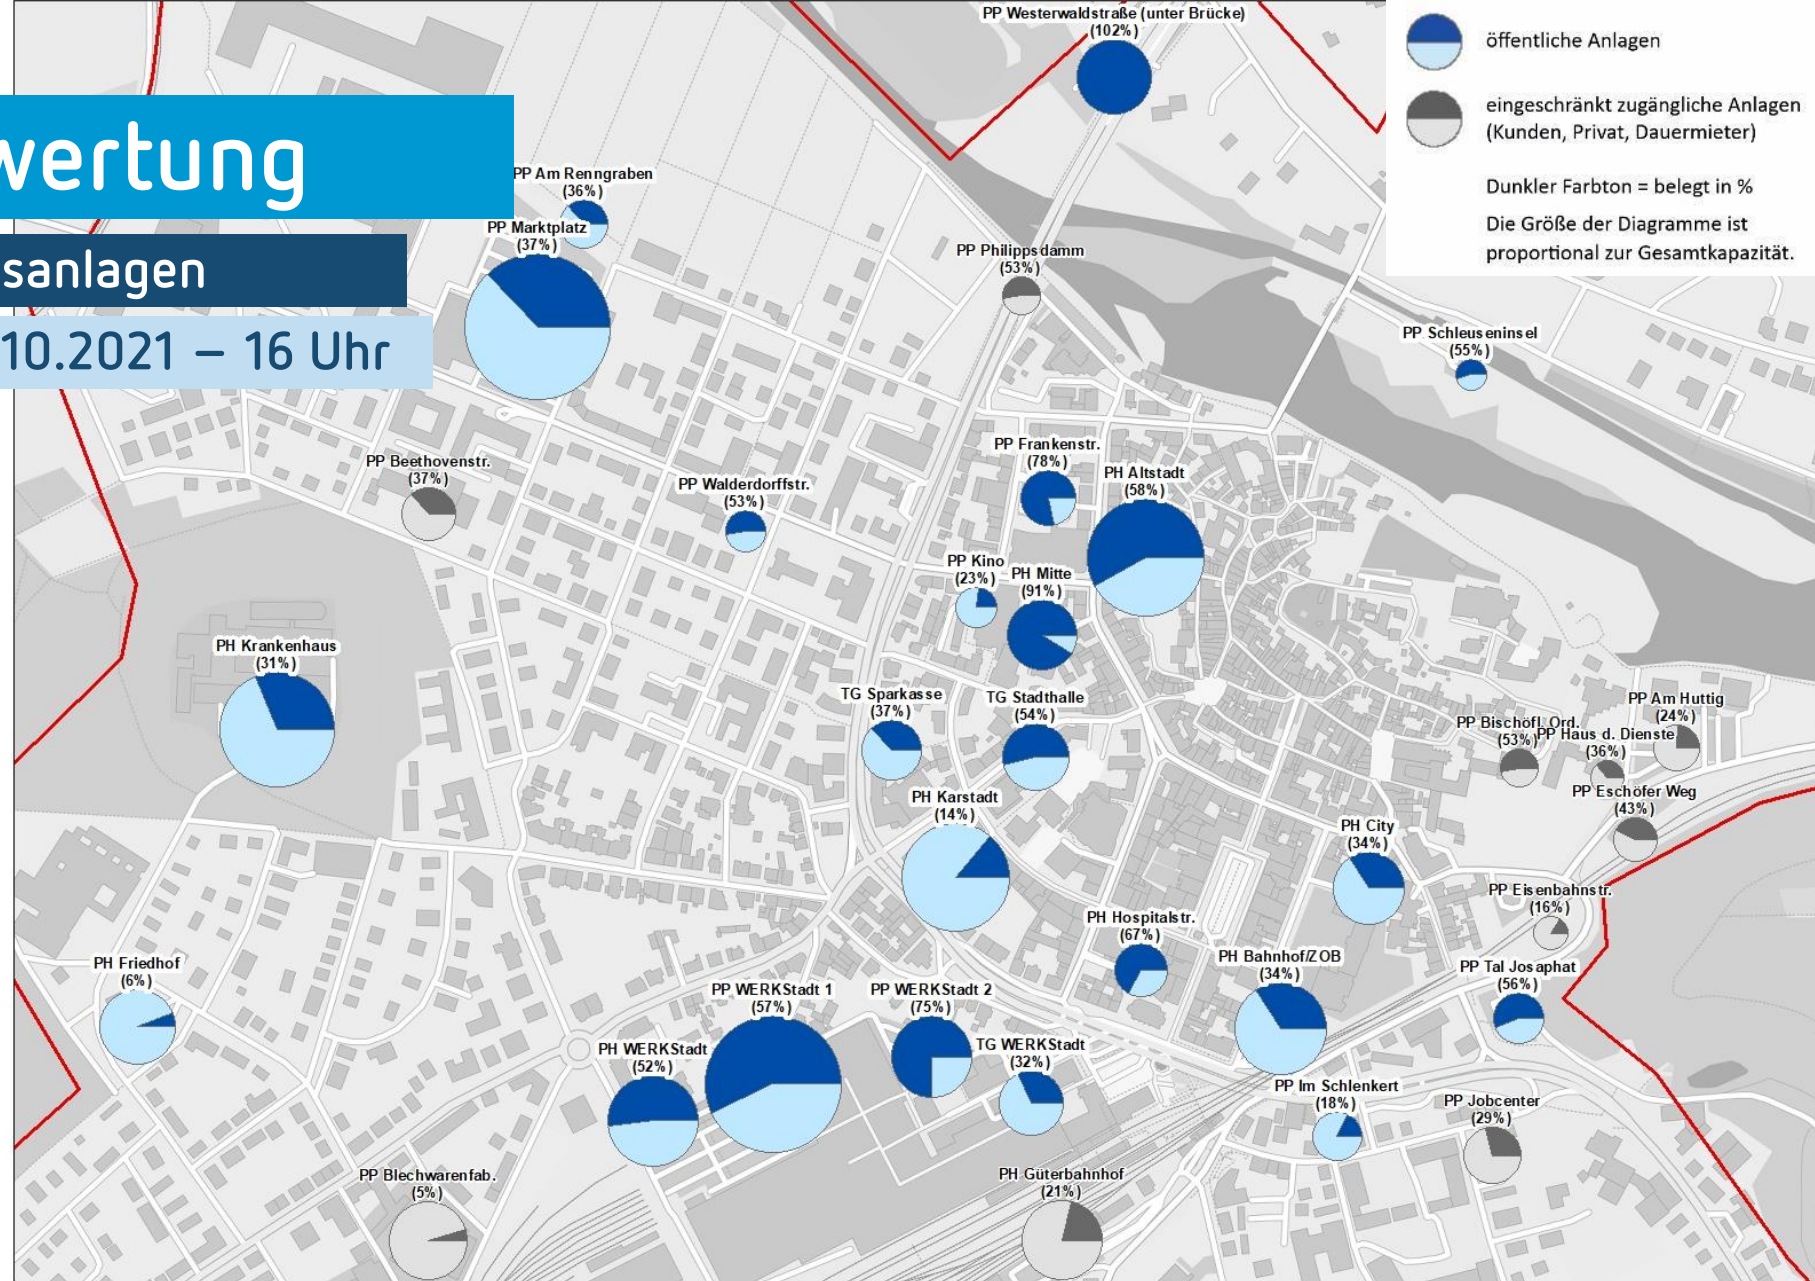 PP Westerwaldstraße (unter Brücke)
(102%)
öffentliche Anlagen
eingeschränkt zugängliche Anlagen
(Kunden, Privat, Dauermieter)
Dunkler Farbton = belegt in %
Die Größe der Diagramme ist
proportional zur Gesamtkapazität.
wertung
sanlagen
10.2021 – 16 Uhr
PP Am Renngraben
(36%)
PP Marktplatz
(37%)
PP Philippsdamm
(53%)
PP Schleuseninsel
(55%)
PP Beethovenstr.
(37%)
PP Walderdorffstr.
(53%)
PP Frankenstr.
(78%)
PH Altstadt
(58%)
PP Kino
(23%)
PH Mitte
(91%)
PH Krankenhaus
(31%)
TG Sparkasse
(37%)
TG Stadthalle
(54%)
PP Am Huttig
(24%)
PP Bischöfl. Ord.
(53%)
PP Haus d. Dienste
(36%)
PP Eschöfer Weg
(43%)
PH Karstadt
(14%)
PH City
(34%)
PP Eisenbahnstr.
(16%)
PH Hospitalstr.
(67%)
PH Bahnhof/ZOB
(34%)
PP Tal Josaphat
(56%)
PH Friedhof
(6%)
PP WERKStadt 1
(57%)
PP WERKStadt 2
(75%)
PH WERKStadt
(52%)
TG WERKStadt
(32%)
PP Im Schlenkert
(18%)
PP Jobcenter
(29%)
PP Blechwarenfab.
(5%)
PH Güterbahnhof
(21%)